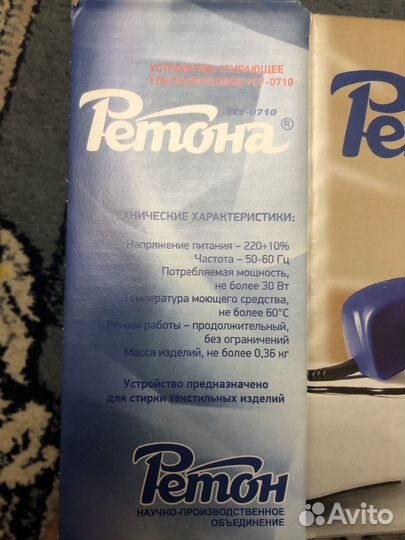 УСТРОЙСТВО СТИРАЮЩЕЕ
УЛЬТРАЗВУКОВОЕ УСУ-0710
УСУ-0710
Ретона®
ТЕХНИЧЕСКИЕ ХАРАКТЕРИСТИКИ:
Напряжение питания – 220+10%
Частота – 50-60 Гц
Потребляемая мощность,
не более 30 Вт
Температура моющего средства,
не более 60°С
Режим работы – продолжительный,
без ограничений
Масса изделий, не более 0,36 кг
Устройство предназначено
для стирки текстильных изделий
Ретон
НАУЧНО-ПРОИЗВОДСТВЕННОЕ
ОБЪЕДИНЕНИЕ
Ре
Avito